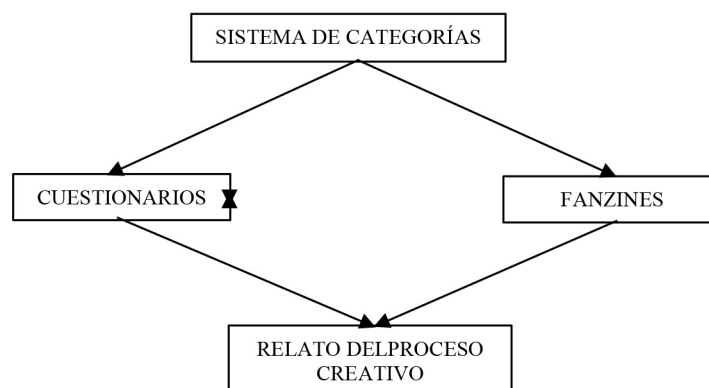 SISTEMA DE CATEGORÍAS
CUESTIONARIOS
FANZINES
RELATO DELPROCESO
CREATIVO